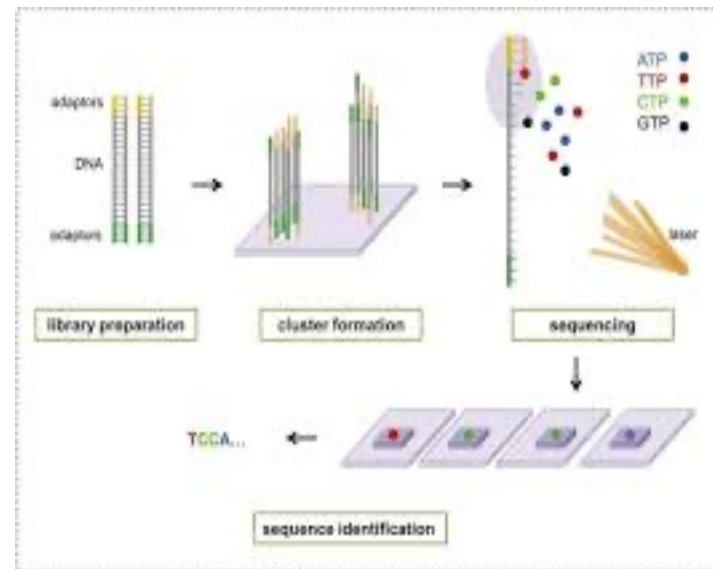 adaptors
DNA
adaptors
ATP
TTP
CTP
GTP
laser
library preparation
cluster formation
sequencing
TCCA...
sequence identification